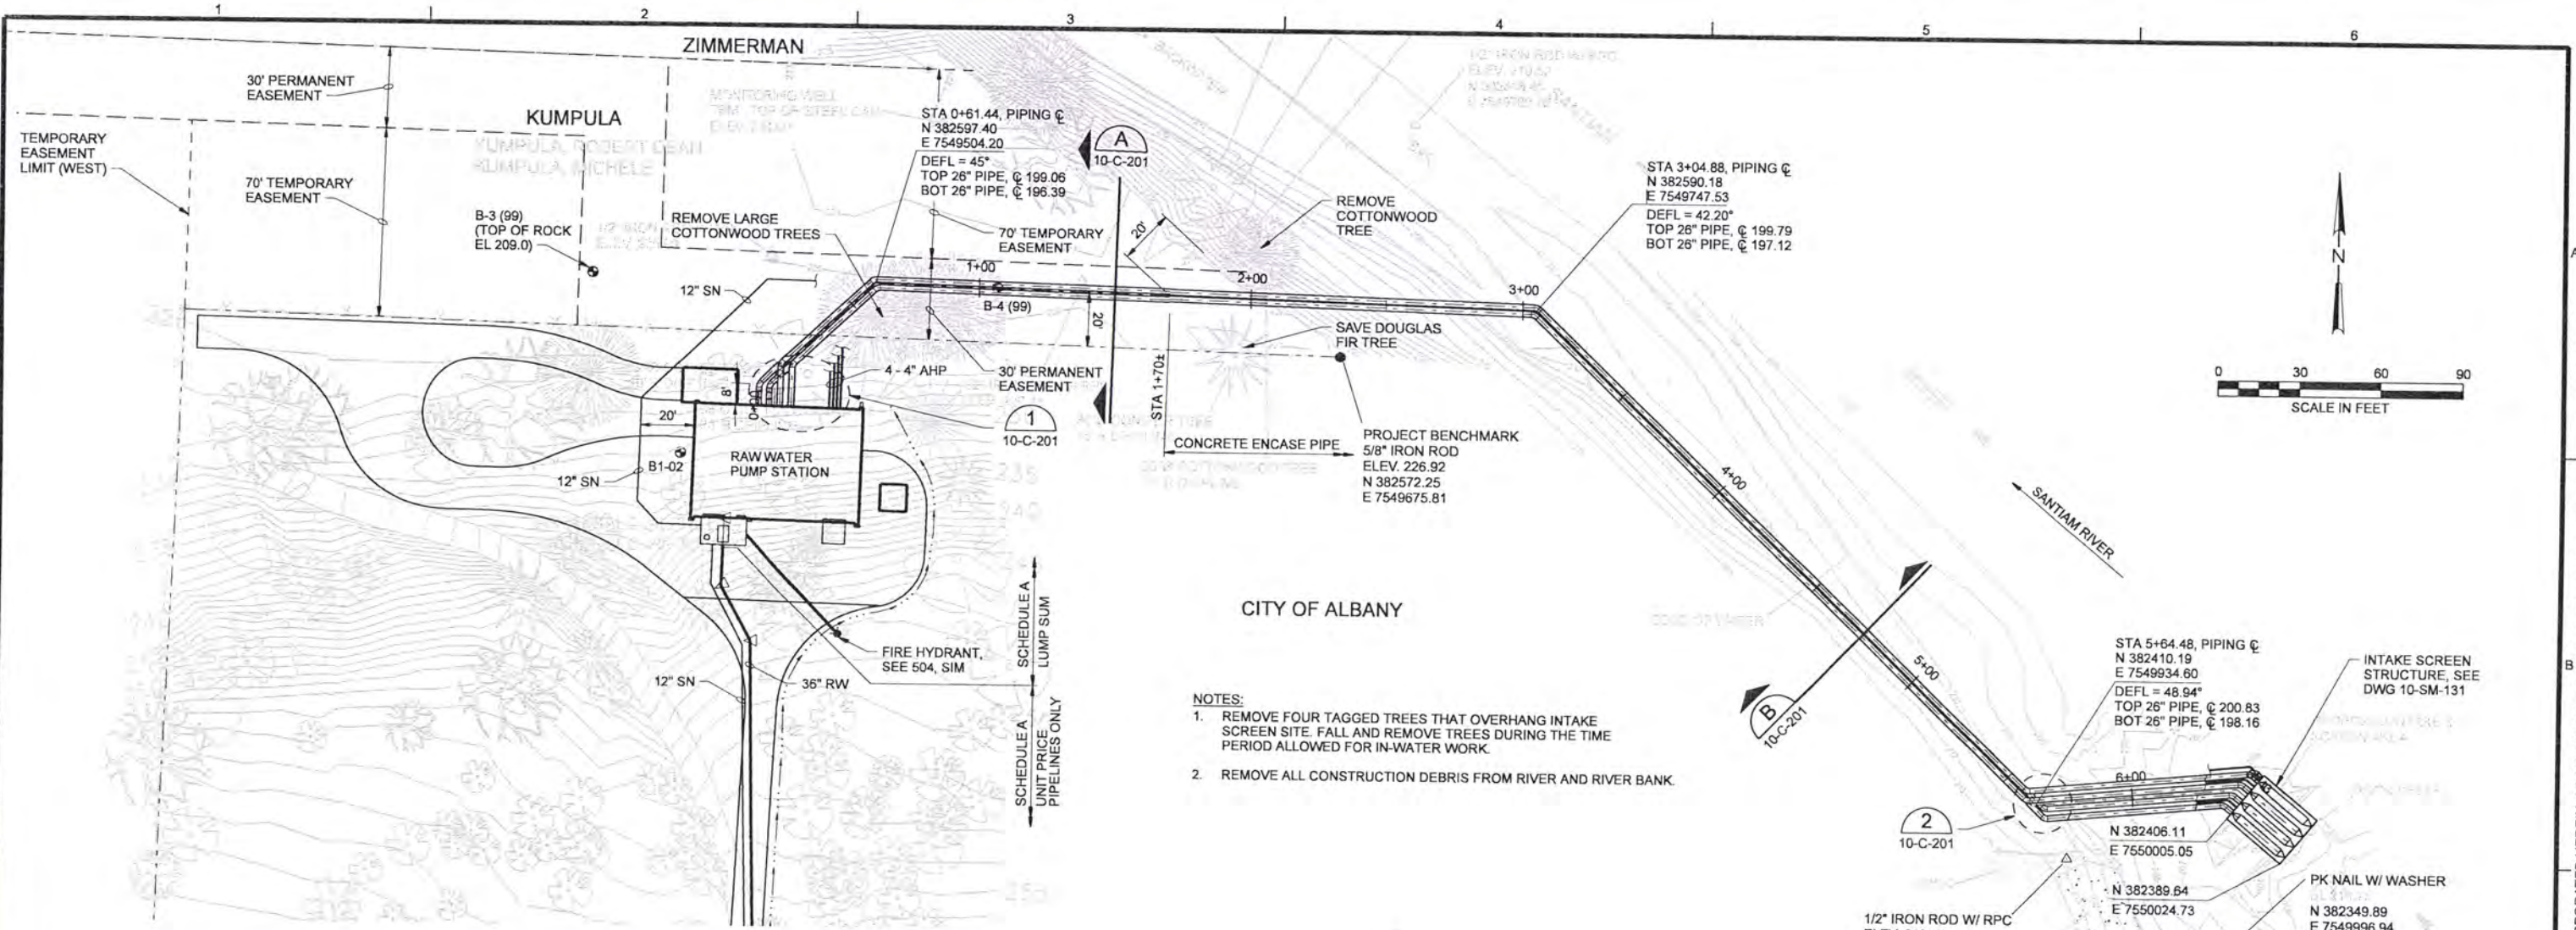 1
2
3
4
5
6
ZIMMERMAN
30' PERMANENT
EASEMENT
KUMPULA
KUMPULA, ROBERT DEAN
KUMPULA, MICHELE
MONITORING WELL
TEMPORARY
EASEMENT
LIMIT (WEST)
70' TEMPORARY
EASEMENT
B-3 (99)
(TOP OF ROCK
EL 209.0)
REMOVE LARGE
COTTONWOOD TREES
12" SN
STA 0+61.44, PIPING ℄
N 382597.40
E 7549504.20
DEFL = 45°
TOP 26" PIPE, ℄ 199.06
BOT 26" PIPE, ℄ 196.39
A
10-C-201
70' TEMPORARY
EASEMENT
20'
REMOVE
COTTONWOOD
TREE
STA 3+04.88, PIPING ℄
N 382590.18
E 7549747.53
DEFL = 42.20°
TOP 26" PIPE, ℄ 199.79
BOT 26" PIPE, ℄ 197.12
N
0 30 60 90
SCALE IN FEET
A
1+00
2+00
3+00
B-4 (99)
20'
SAVE DOUGLAS
FIR TREE
4 - 4" AHP
30' PERMANENT
EASEMENT
STA 1+70±
8'
0+00
20'
1
10-C-201
CONCRETE ENCASE PIPE
PROJECT BENCHMARK
5/8" IRON ROD
ELEV. 226.92
N 382572.25
E 7549675.81
B1-02
RAW WATER
PUMP STATION
12" SN
235
240
4+00
SANTIAM RIVER
CITY OF ALBANY
SCHEDULE A
LUMP SUM
FIRE HYDRANT,
SEE 504, SIM
12" SN
36" RW
SCHEDULE A
UNIT PRICE
PIPELINES ONLY
5+00
B
10-C-201
STA 5+64.48, PIPING ℄
N 382410.19
E 7549934.60
DEFL = 48.94°
TOP 26" PIPE, ℄ 200.83
BOT 26" PIPE, ℄ 198.16
INTAKE SCREEN
STRUCTURE, SEE
DWG 10-SM-131
B
NOTES:
1. REMOVE FOUR TAGGED TREES THAT OVERHANG INTAKE
SCREEN SITE. FALL AND REMOVE TREES DURING THE TIME
PERIOD ALLOWED FOR IN-WATER WORK.
2. REMOVE ALL CONSTRUCTION DEBRIS FROM RIVER AND RIVER BANK.
6+00
2
10-C-201
N 382406.11
E 7550005.05
N 382389.64
E 7550024.73
PK NAIL W/ WASHER
N 382349.89
E 7549996.94
1/2" IRON ROD W/ RPC